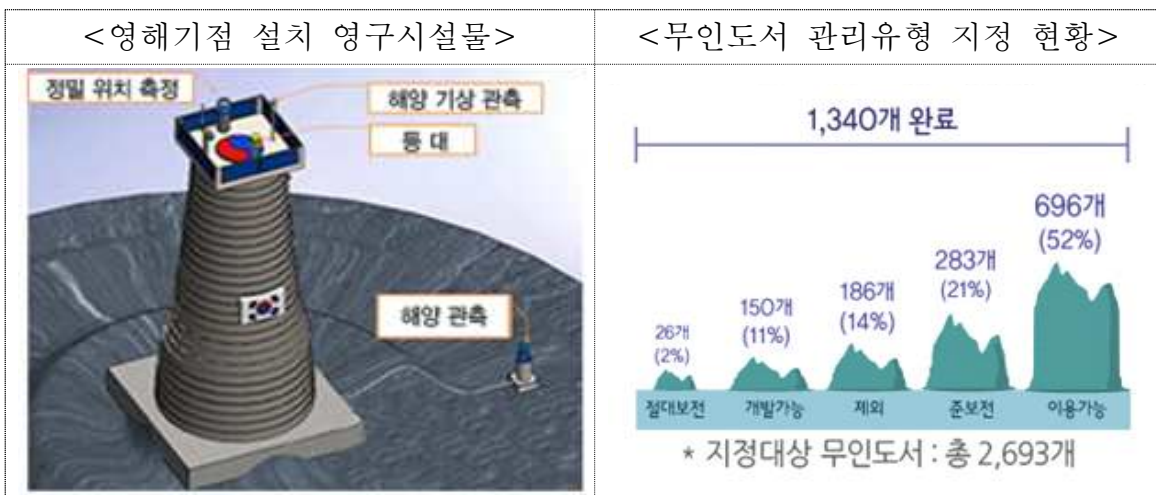 <영해기점 설치 영구시설물>
정밀 위치 측정
해양 기상 관측
등 대
해양 관측
<무인도서 관리유형 지정 현황>
1,340개 완료
26개
(2%)
150개
(11%)
186개
(14%)
283개
(21%)
696개
(52%)
절대보전
개발가능
제외
준보전
이용가능
* 지정대상 무인도서 : 총 2,693개